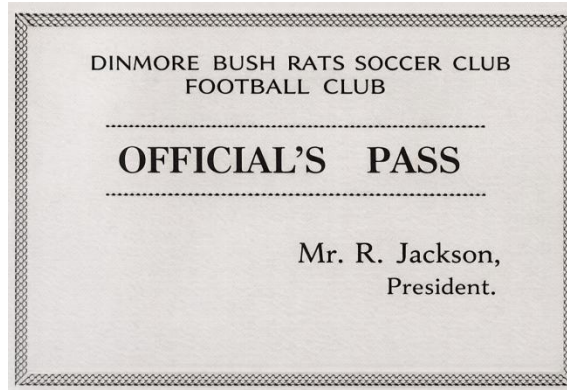 DINMORE BUSH RATS SOCCER CLUB
FOOTBALL CLUB
OFFICIAL'S PASS
Mr. R. Jackson,
President.